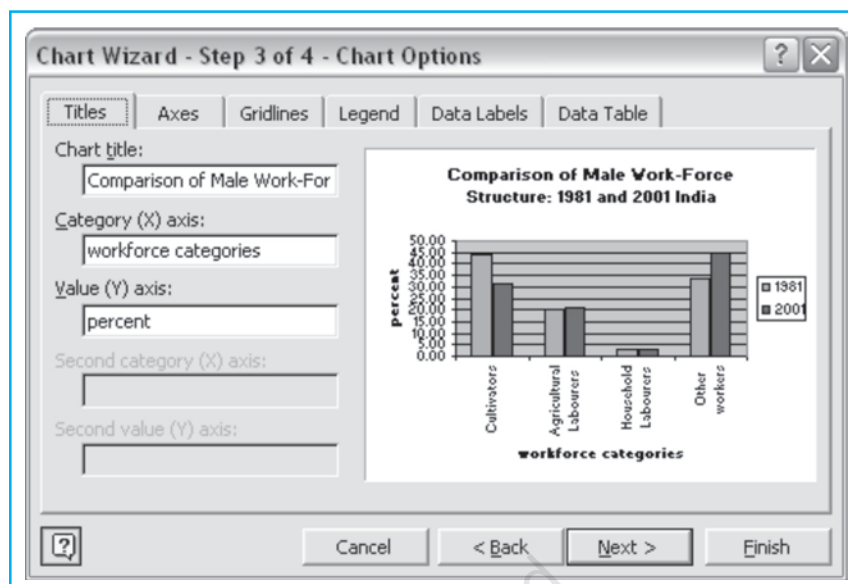 Chart Wizard - Step 3 of 4 - Chart Options
Titles
Axes
Gridlines
Legend
Data Labels
Data Table
Chart title:
Comparison of Male Work-For
Category (X) axis:
workforce categories
Value (Y) axis:
percent
Second category (X) axis:
Second value (Y) axis:
Comparison of Male Work-Force
Structure: 1981 and 2001 India
percent
50.00
45.00
40.00
35.00
30.00
25.00
20.00
15.00
10.00
5.00
0.00
Cultivators
Agricultural
Labourers
Household
Labourers
Other
workers
workforce categories
1981
2001
Cancel
< Back
Next >
Finish